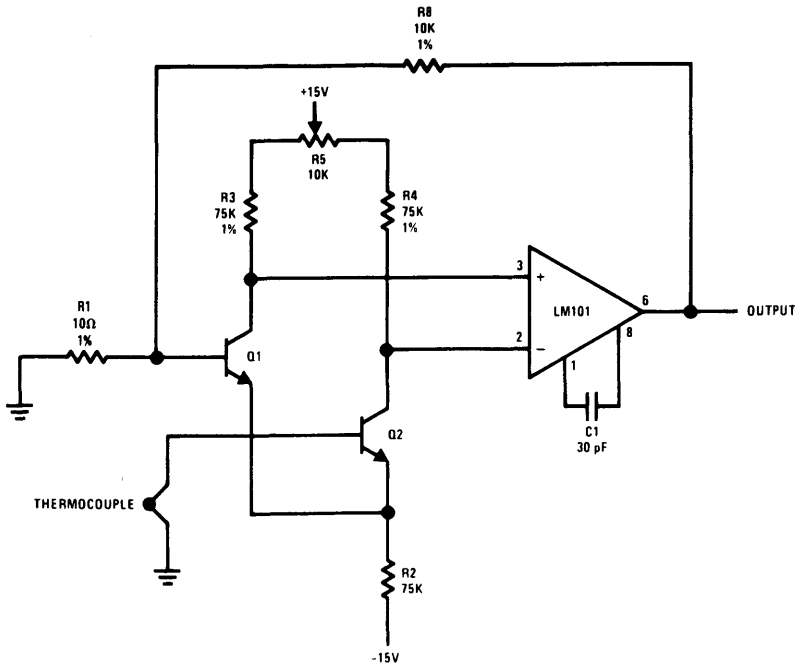 R8
10K
1%
+15V
R5
10K
R3
75K
1%
R4
75K
1%
3
+
LM101
6
OUTPUT
2
–
8
1
C1
30 pF
R1
10Ω
1%
Q1
Q2
THERMOCOUPLE
R2
75K
-15V